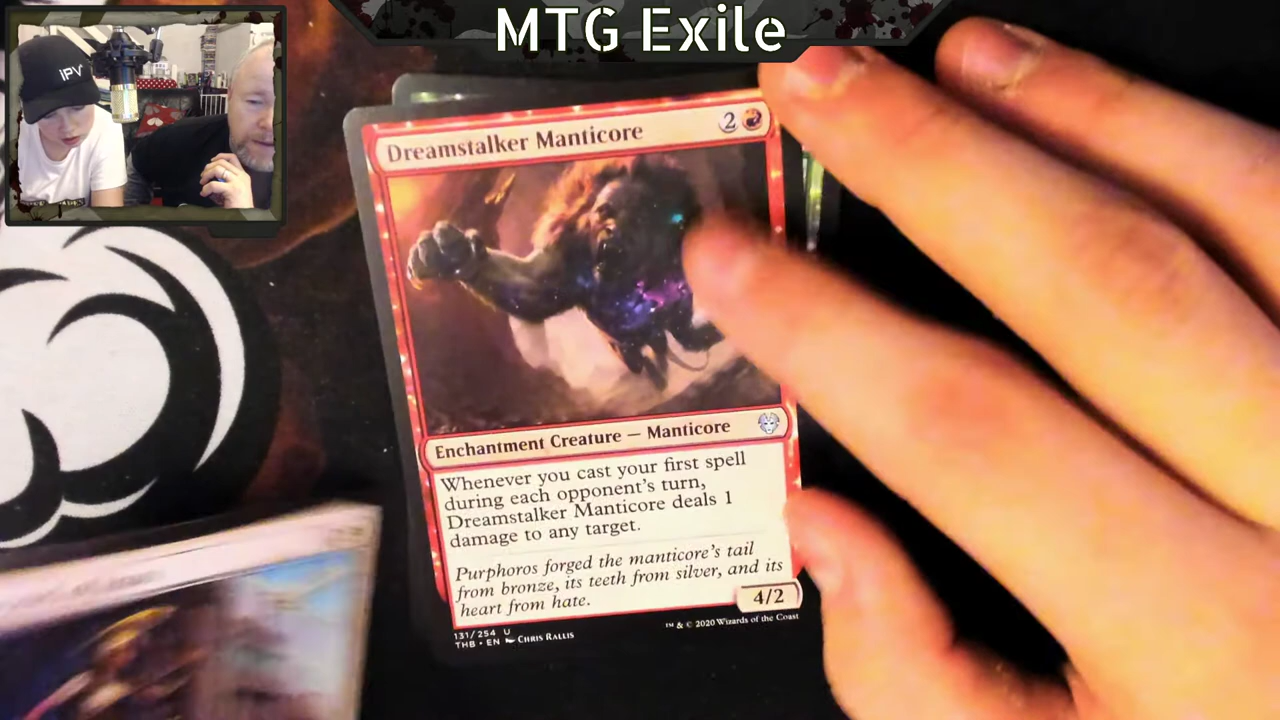 MTG Exile
IPV
Dreamstalker Manticore 2
Enchantment Creature — Manticore
Whenever you cast your first spell
during each opponent's turn,
Dreamstalker Manticore deals 1
damage to any target.
Purphoros forged the manticore's tail
from bronze, its teeth from silver, and its
heart from hate.
4/2
131/254 U
THB • EN CHRIS RALLIS
™ & © 2020 Wizards of the Coast